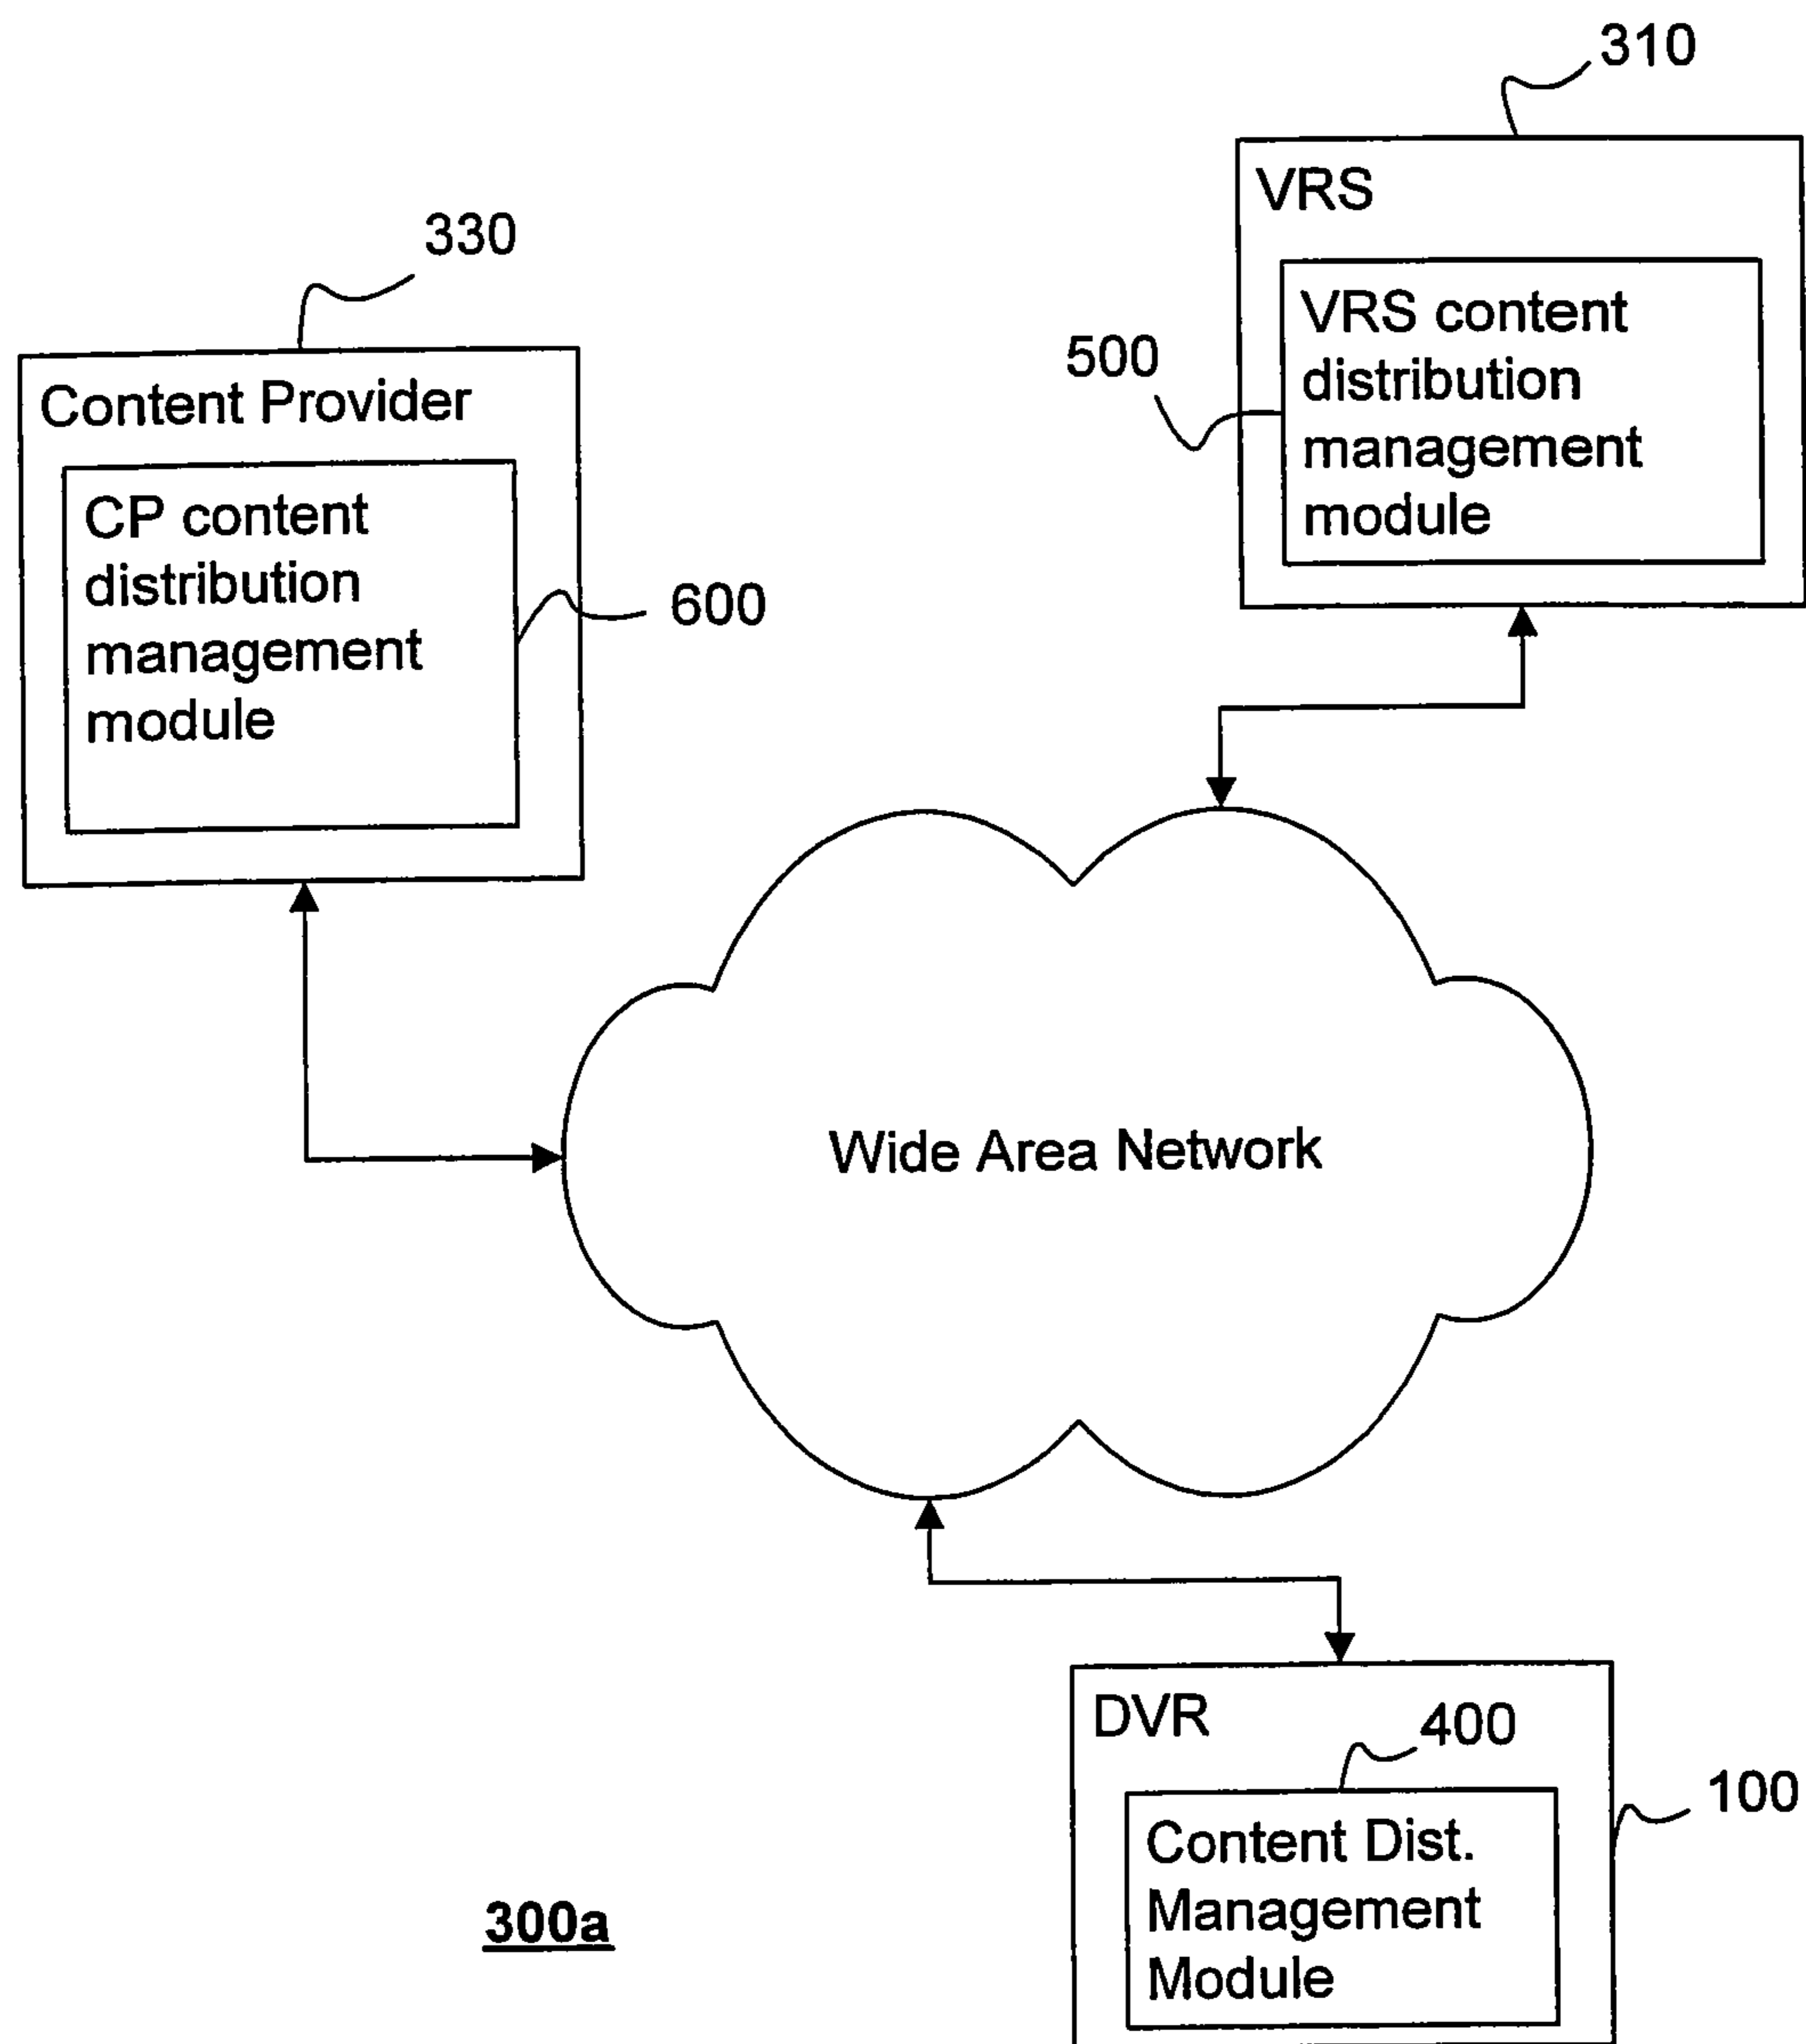 310
VRS
330
VRS content
distribution
management
module
500
Content Provider
CP content
distribution
management
module
600
Wide Area Network
DVR
400
100
Content Dist.
Management
Module
300a